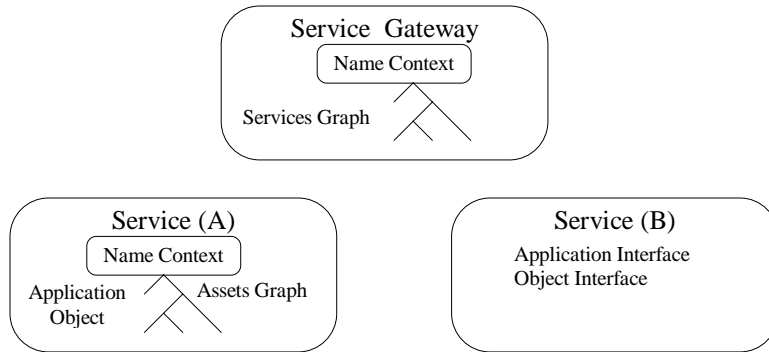 Service Gateway
Name Context
Services Graph
Service (A)
Name Context
Application
Object
Assets Graph
Service (B)
Application Interface
Object Interface